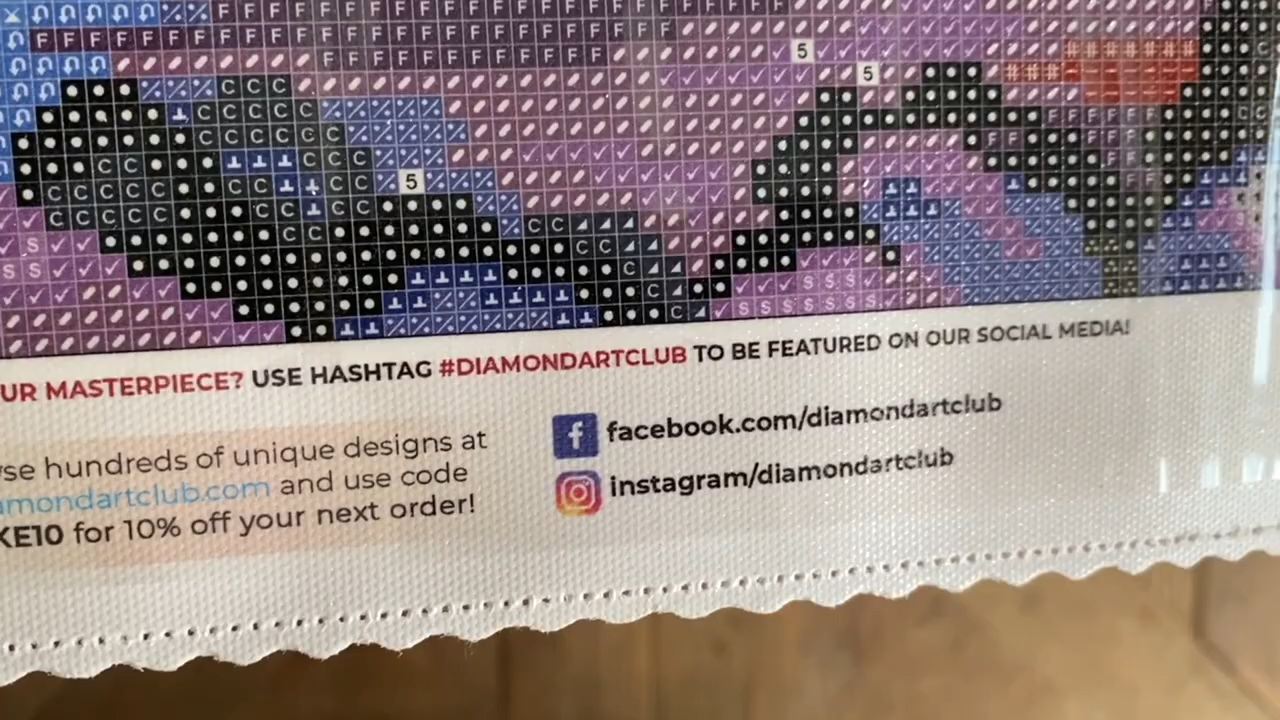 UR MASTERPIECE? USE HASHTAG #DIAMONDARTCLUB TO BE FEATURED ON OUR SOCIAL MEDIA!
se hundreds of unique designs at
mondartclub.com and use code
KE10 for 10% off your next order!
facebook.com/diamondartclub
instagram/diamondartclub